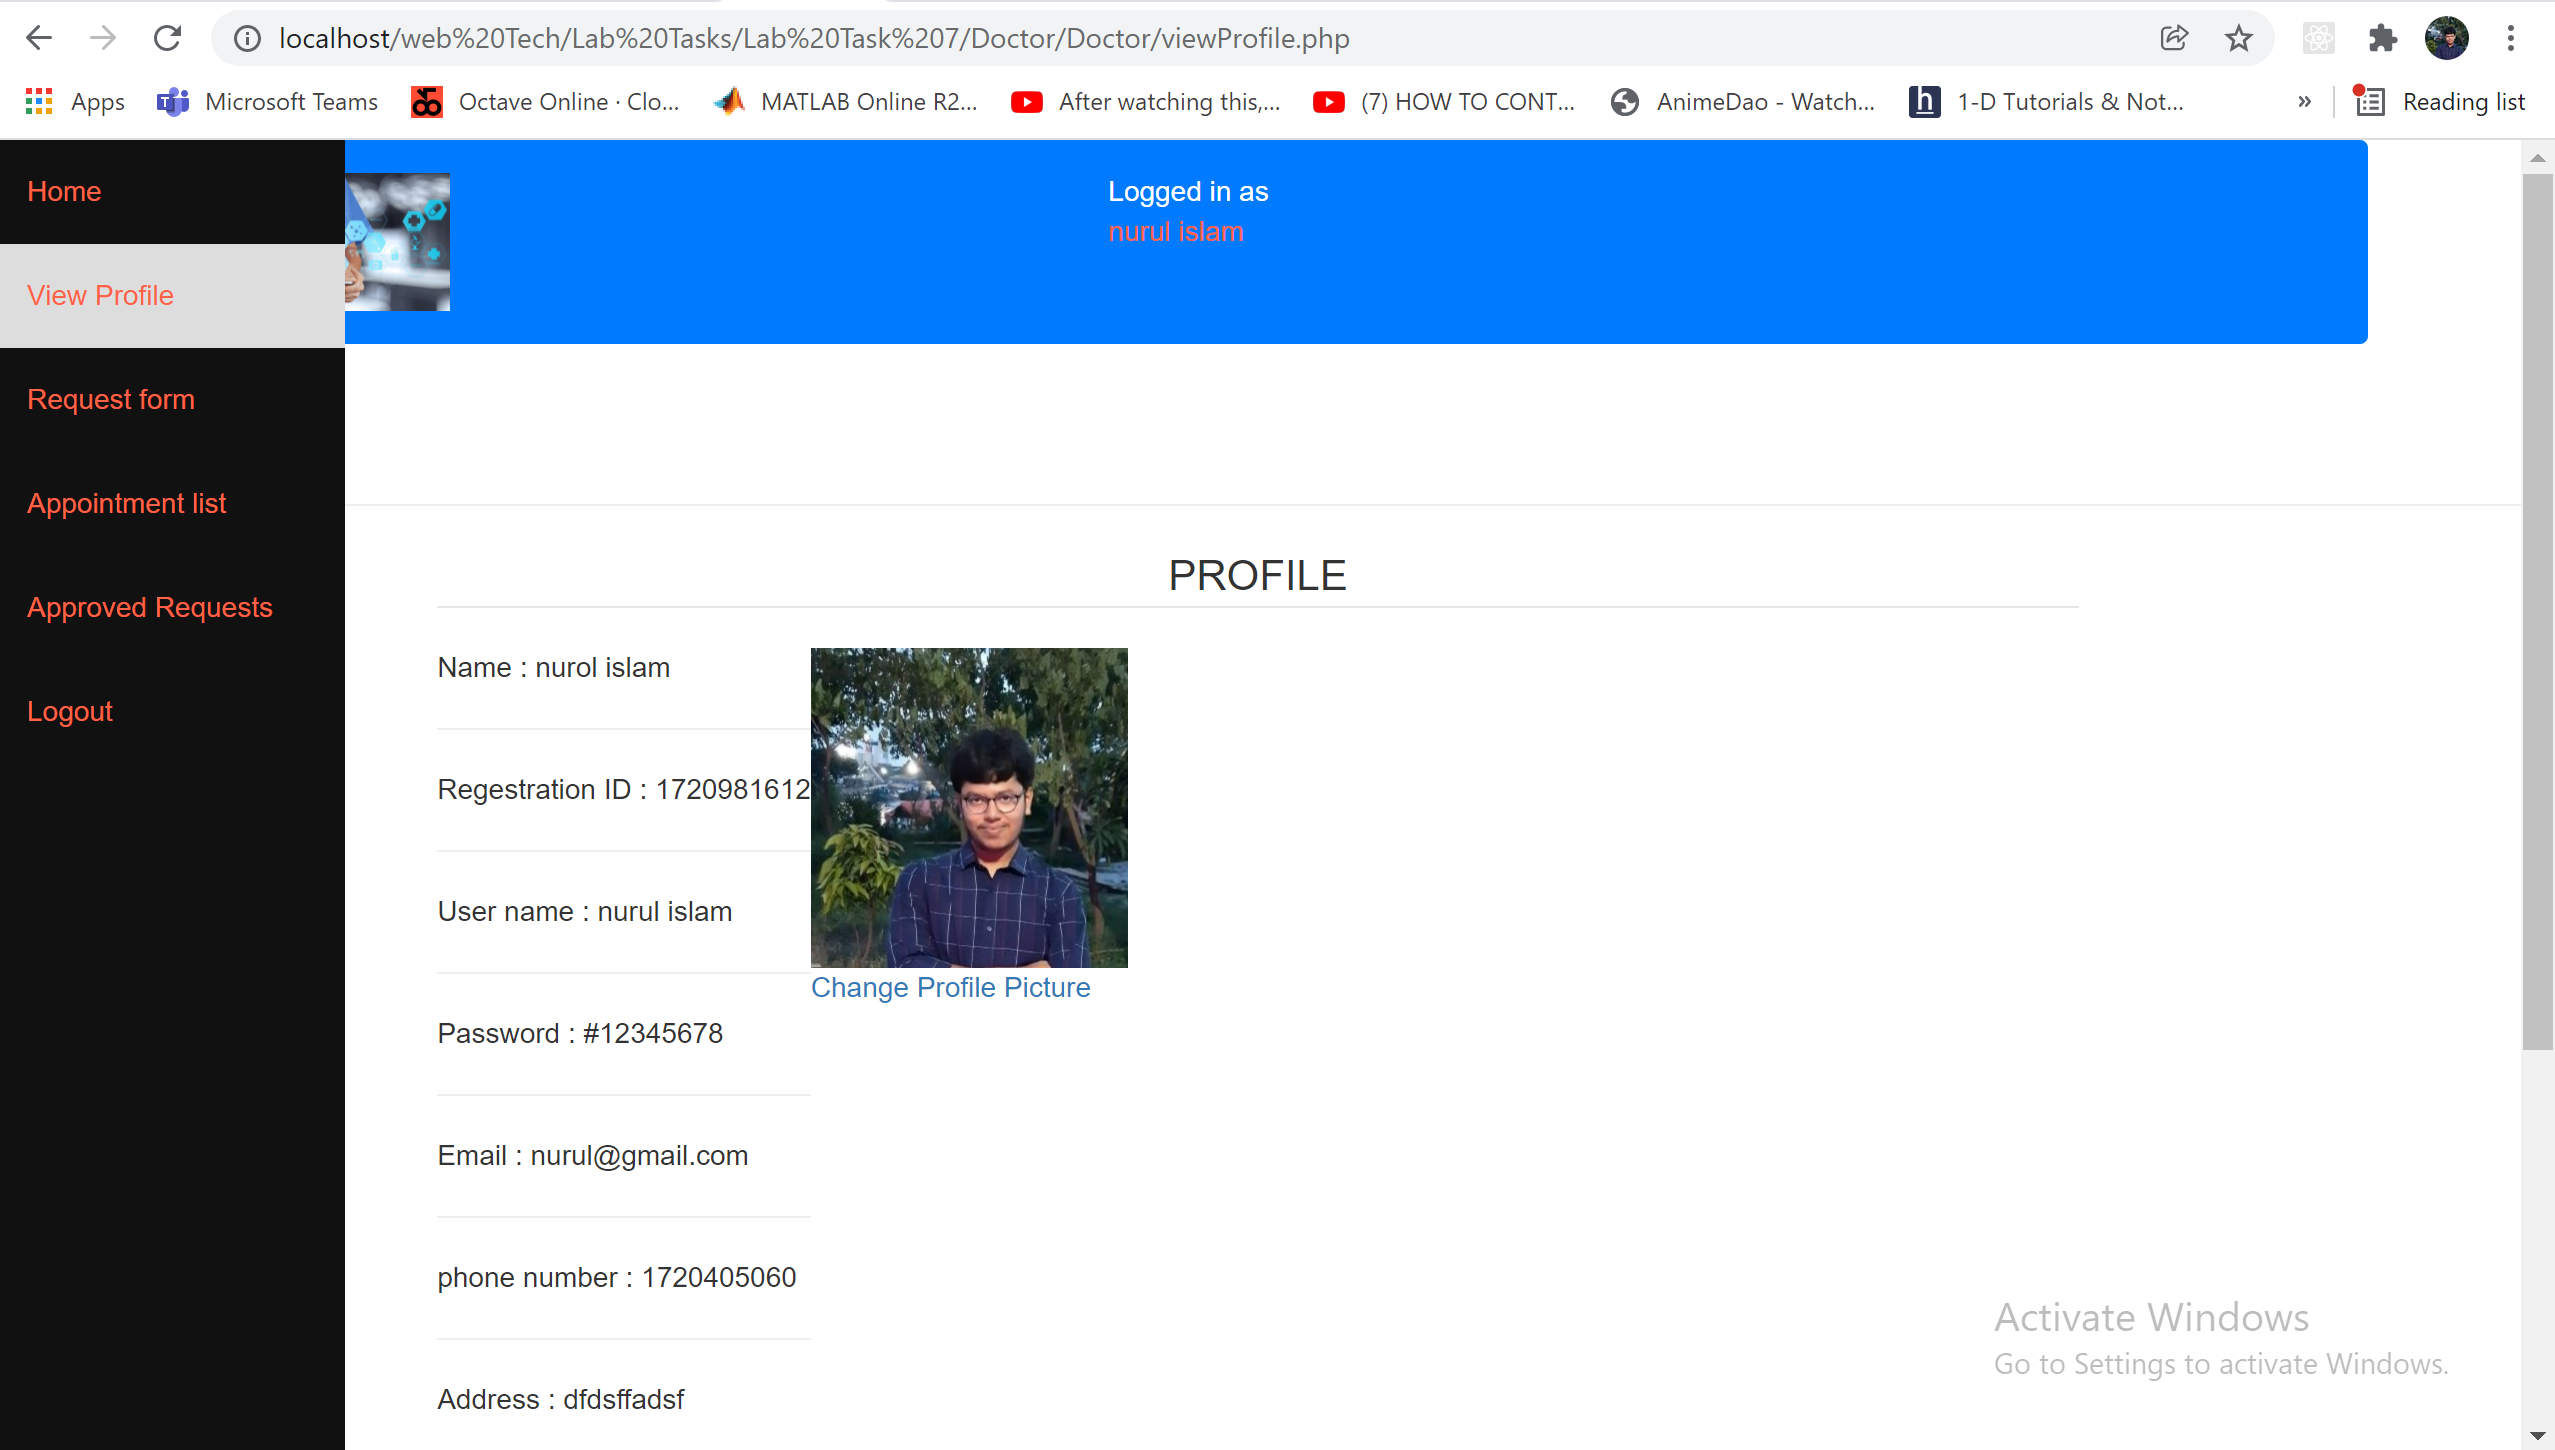 localhost/web%20Tech/Lab%20Tasks/Lab%20Task%207/Doctor/Doctor/viewProfile.php
Apps Microsoft Teams Octave Online · Clo... MATLAB Online R2... After watching this,... (7) HOW TO CONT... AnimeDao - Watch... 1-D Tutorials & Not... » Reading list
Home
View Profile
Request form
Appointment list
Approved Requests
Logout
Logged in as
nurul islam
PROFILE
Name : nurol islam
Regestration ID : 1720981612
User name : nurul islam
Change Profile Picture
Password : #12345678
Email : nurul@gmail.com
phone number : 1720405060
Address : dfdsffadsf
Activate Windows
Go to Settings to activate Windows.